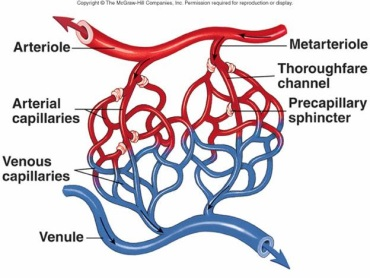 Copyright © The McGraw-Hill Companies, Inc. Permission required for reproduction or display.
Arteriole
Metarteriole
Thoroughfare
channel
Arterial
capillaries
Precapillary
sphincter
Venous
capillaries
Venule